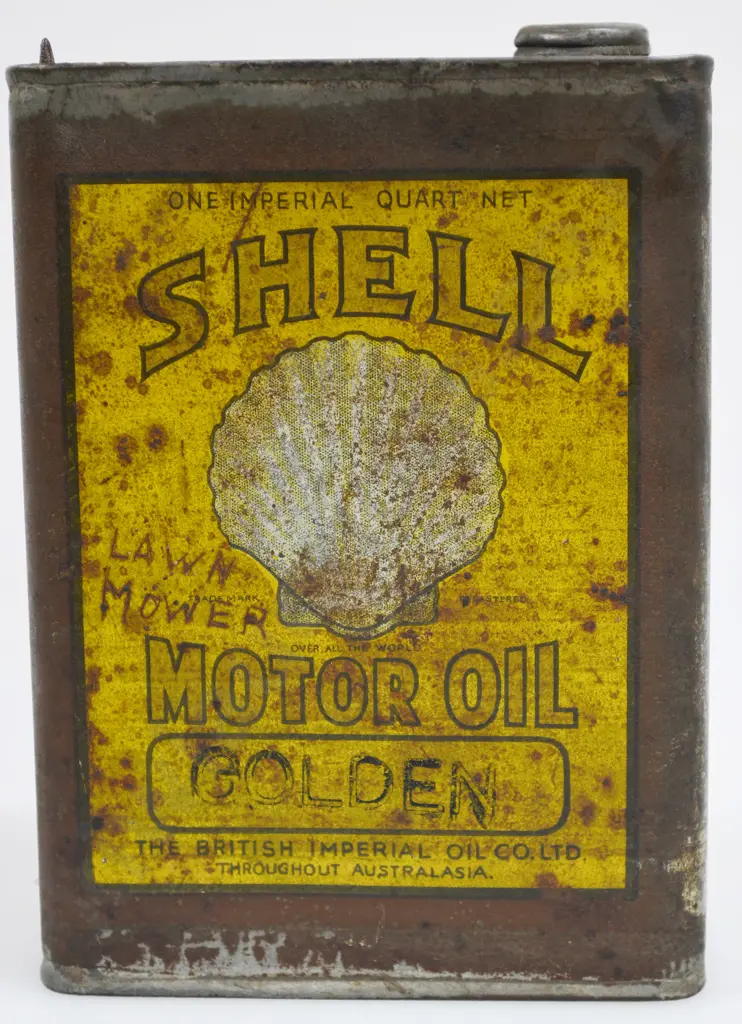 ONE IMPERIAL QUART NET
SHELL
LAWN
MOWER
TRADE MARK REGISTERED
OVER ALL THE WORLD
MOTOR OIL
GOLDEN
THE BRITISH IMPERIAL OIL CO. LTD.
THROUGHOUT AUSTRALASIA.